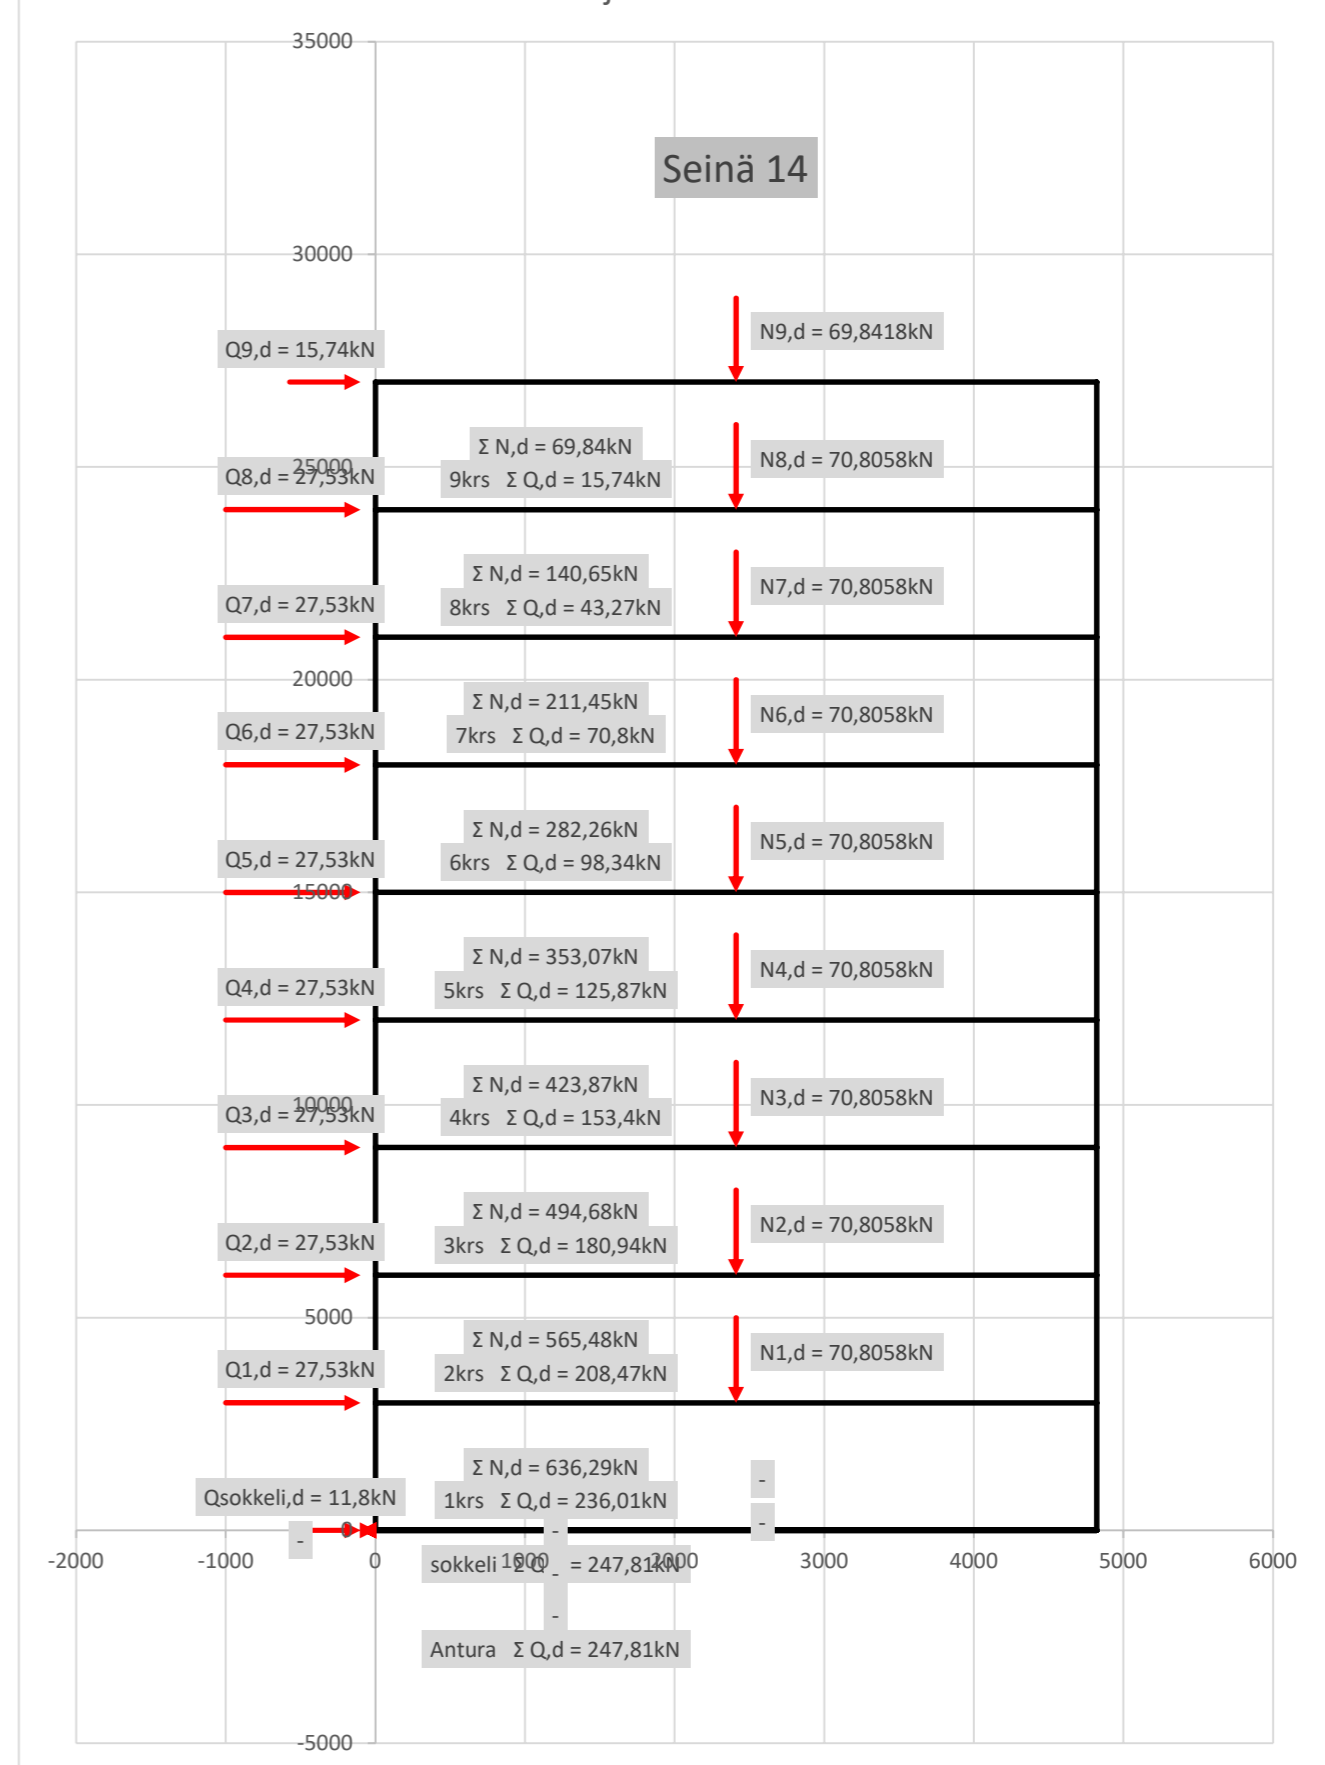 35000
Seinä 14
30000
N9,d = 69,8418kN
Q9,d = 15,74kN
Σ N,d = 69,84kN
N8,d = 70,8058kN
25000
Q8,d = 27,53kN
9krs Σ Q,d = 15,74kN
Σ N,d = 140,65kN
N7,d = 70,8058kN
Q7,d = 27,53kN
8krs Σ Q,d = 43,27kN
20000
Σ N,d = 211,45kN
N6,d = 70,8058kN
Q6,d = 27,53kN
7krs Σ Q,d = 70,8kN
Σ N,d = 282,26kN
N5,d = 70,8058kN
Q5,d = 27,53kN
6krs Σ Q,d = 98,34kN
15000
Σ N,d = 353,07kN
N4,d = 70,8058kN
Q4,d = 27,53kN
5krs Σ Q,d = 125,87kN
Σ N,d = 423,87kN
N3,d = 70,8058kN
10000
Q3,d = 27,53kN
4krs Σ Q,d = 153,4kN
Σ N,d = 494,68kN
N2,d = 70,8058kN
Q2,d = 27,53kN
3krs Σ Q,d = 180,94kN
5000
Σ N,d = 565,48kN
N1,d = 70,8058kN
Q1,d = 27,53kN
2krs Σ Q,d = 208,47kN
Σ N,d = 636,29kN
-
Qsokkeli,d = 11,8kN
1krs Σ Q,d = 236,01kN
-
0
-
-
-2000 -1000 0 1000 2000 3000 4000 5000 6000
sokkeli Σ Q = 247,81kN
-
-
Antura Σ Q,d = 247,81kN
-5000